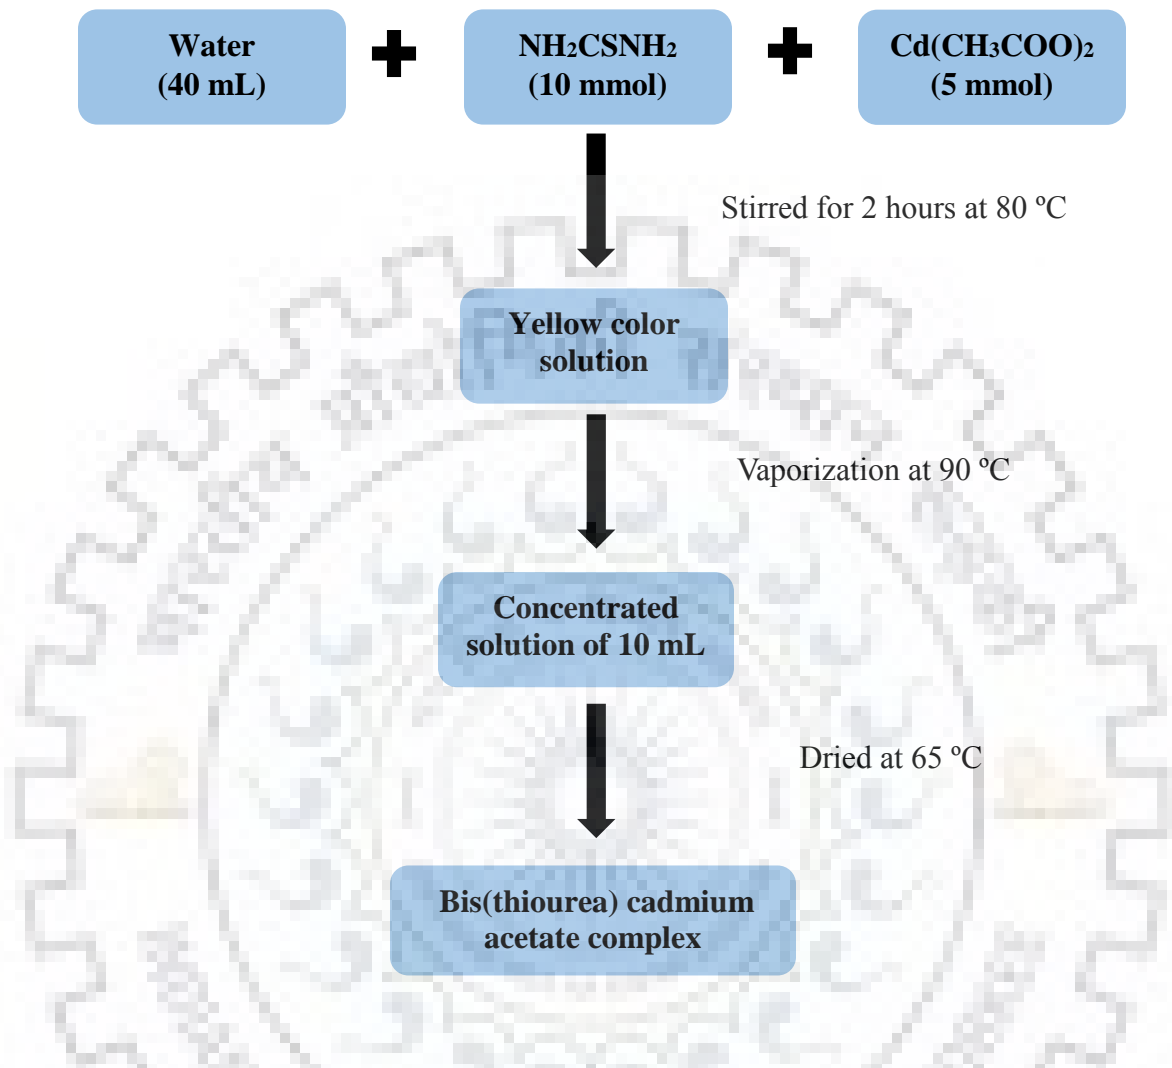 Water
(40 mL)
NH₂CSNH₂
(10 mmol)
Cd(CH₃COO)₂
(5 mmol)
Stirred for 2 hours at 80 ºC
Yellow color
solution
Vaporization at 90 ºC
Concentrated
solution of 10 mL
Dried at 65 ºC
Bis(thiourea) cadmium
acetate complex